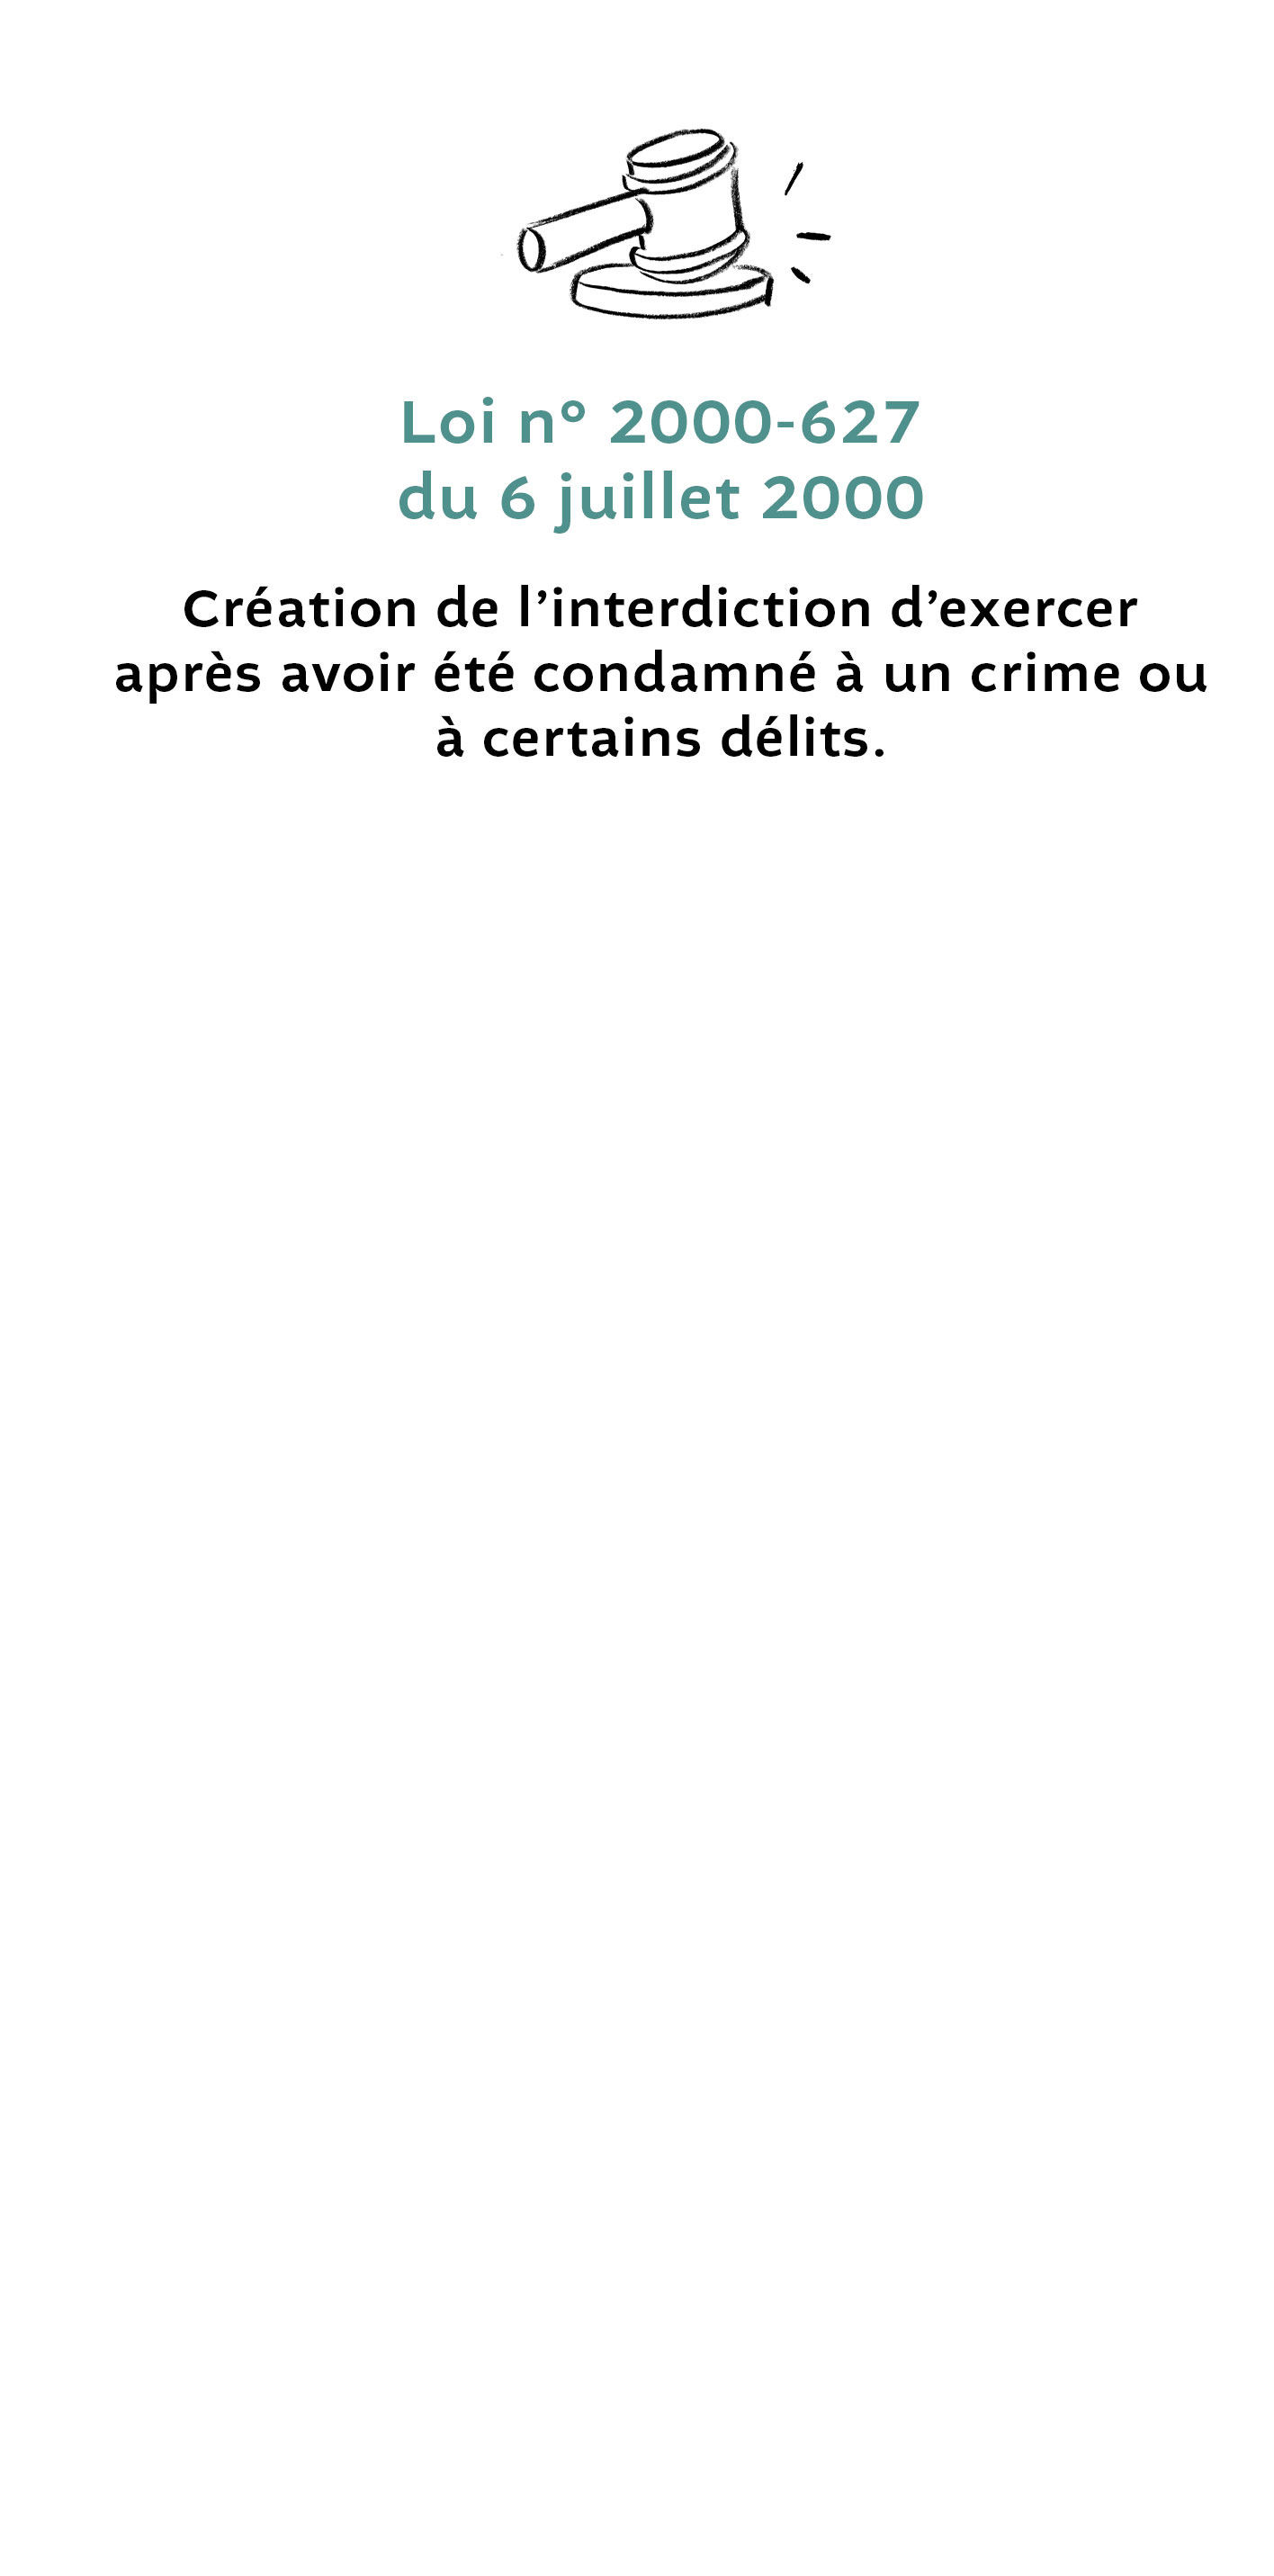 Loi n° 2000-627
du 6 juillet 2000
Création de l’interdiction d’exercer
après avoir été condamné à un crime ou
à certains délits.